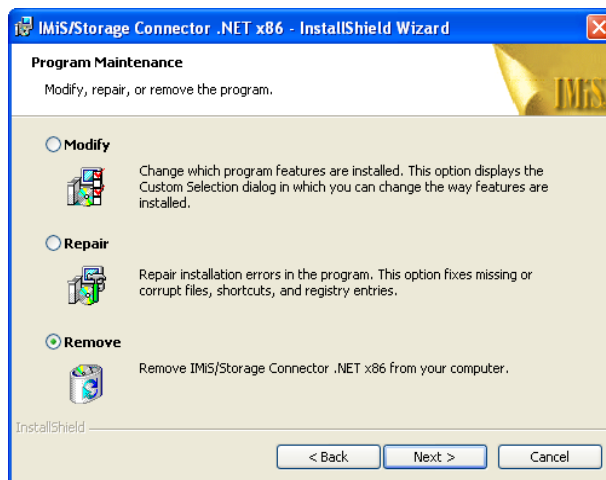 IMiS/Storage Connector .NET x86 - InstallShield Wizard
Program Maintenance
Modify, repair, or remove the program.
IMiS
Modify
Change which program features are installed. This option displays the
Custom Selection dialog in which you can change the way features are
installed.
Repair
Repair installation errors in the program. This option fixes missing or
corrupt files, shortcuts, and registry entries.
Remove
Remove IMiS/Storage Connector .NET x86 from your computer.
InstallShield
< Back
Next >
Cancel